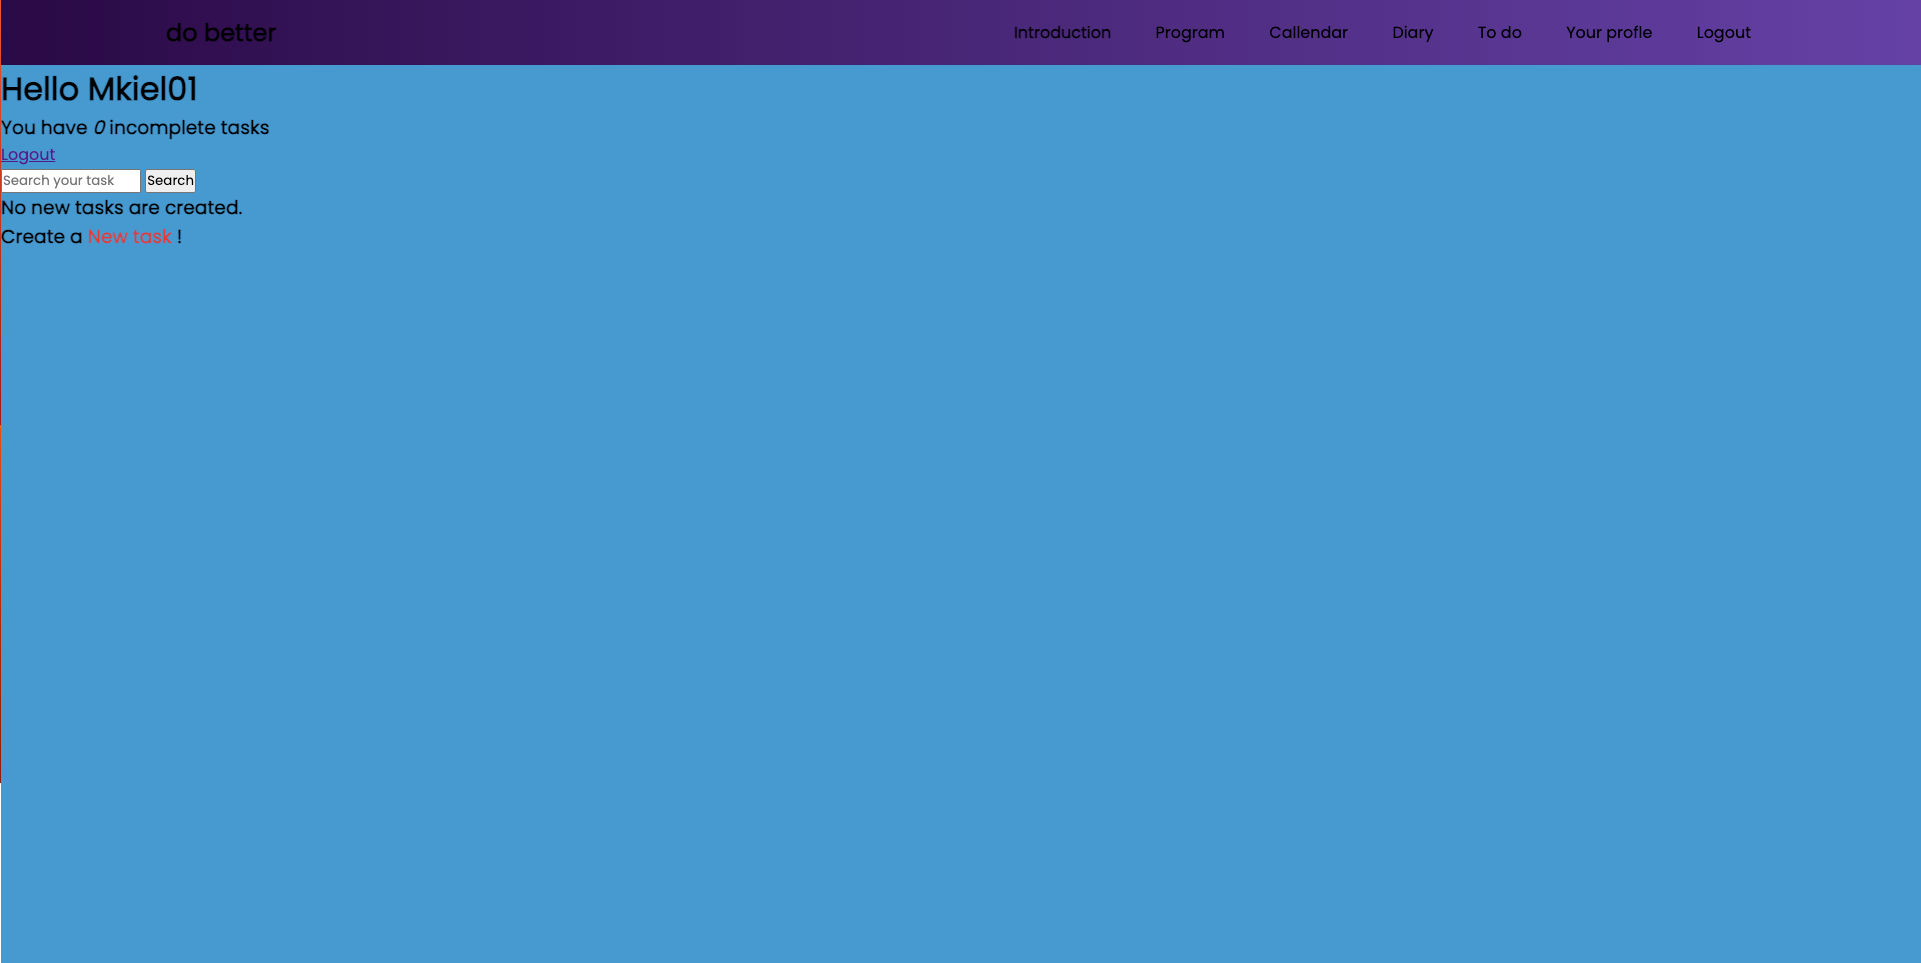 do better
Introduction Program Callendar Diary To do Your profle Logout
Hello Mkiel01
You have 0 incomplete tasks
Logout
Search your task Search
No new tasks are created.
Create a New task !